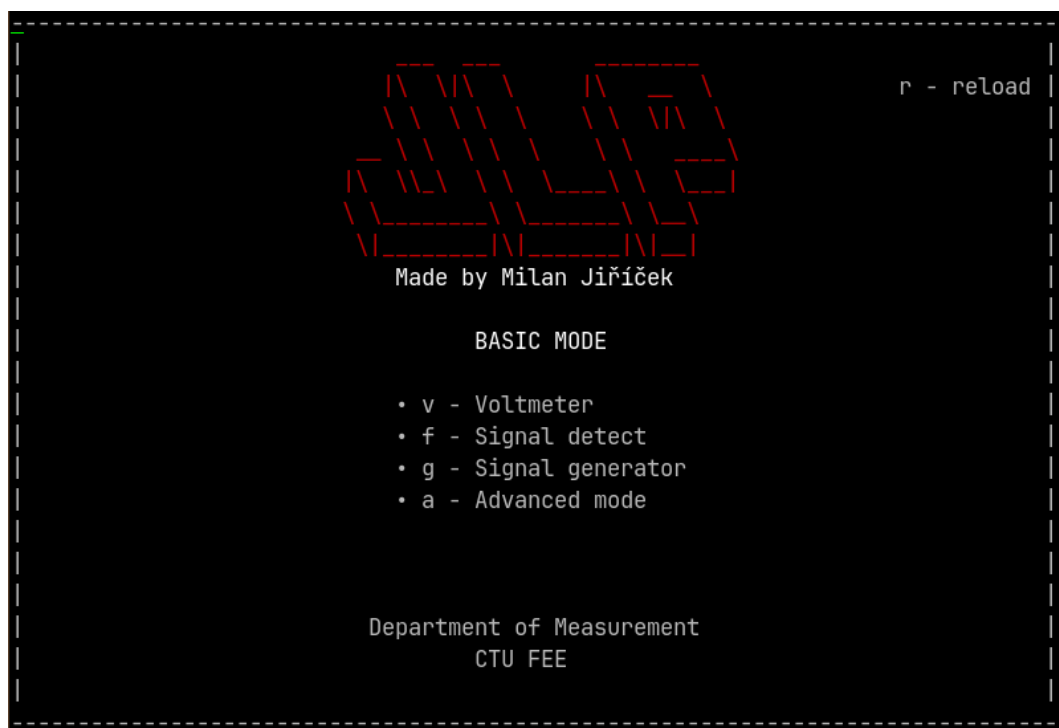 JLP
r - reload
Made by Milan Jiříček
BASIC MODE
• v - Voltmeter
• f - Signal detect
• g - Signal generator
• a - Advanced mode
Department of Measurement
CTU FEE